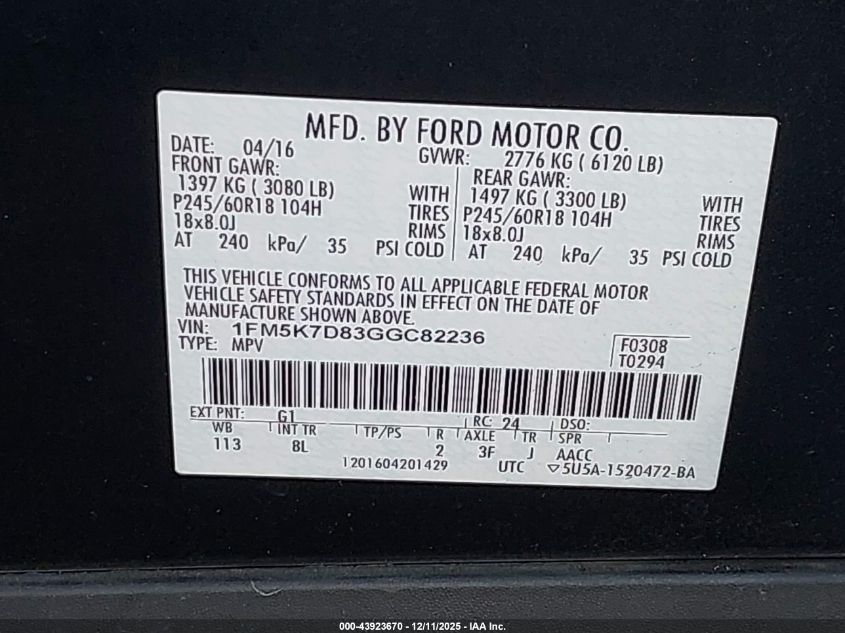 MFD. BY FORD MOTOR CO.
DATE: 04/16 GVWR: 2776 KG ( 6120 LB)
FRONT GAWR: REAR GAWR:
1397 KG ( 3080 LB) WITH 1497 KG ( 3300 LB) WITH
P245/60R18 104H TIRES P245/60R18 104H TIRES
18x8.0J RIMS 18x8.0J RIMS
AT 240 kPa/ 35 PSI COLD AT 240 kPa/ 35 PSI COLD
THIS VEHICLE CONFORMS TO ALL APPLICABLE FEDERAL MOTOR
VEHICLE SAFETY STANDARDS IN EFFECT ON THE DATE OF
MANUFACTURE SHOWN ABOVE.
VIN: 1FM5K7D83GGC82236
TYPE: MPV
F0308
T0294
EXT PNT: G1 RC: 24 DSO:
WB INT TR TP/PS R AXLE TR SPR
113 8L 2 3F J AACC
1201604201429 UTC ▽5U5A-1520472-BA
000-43923670 - 12/11/2025 - IAA Inc.